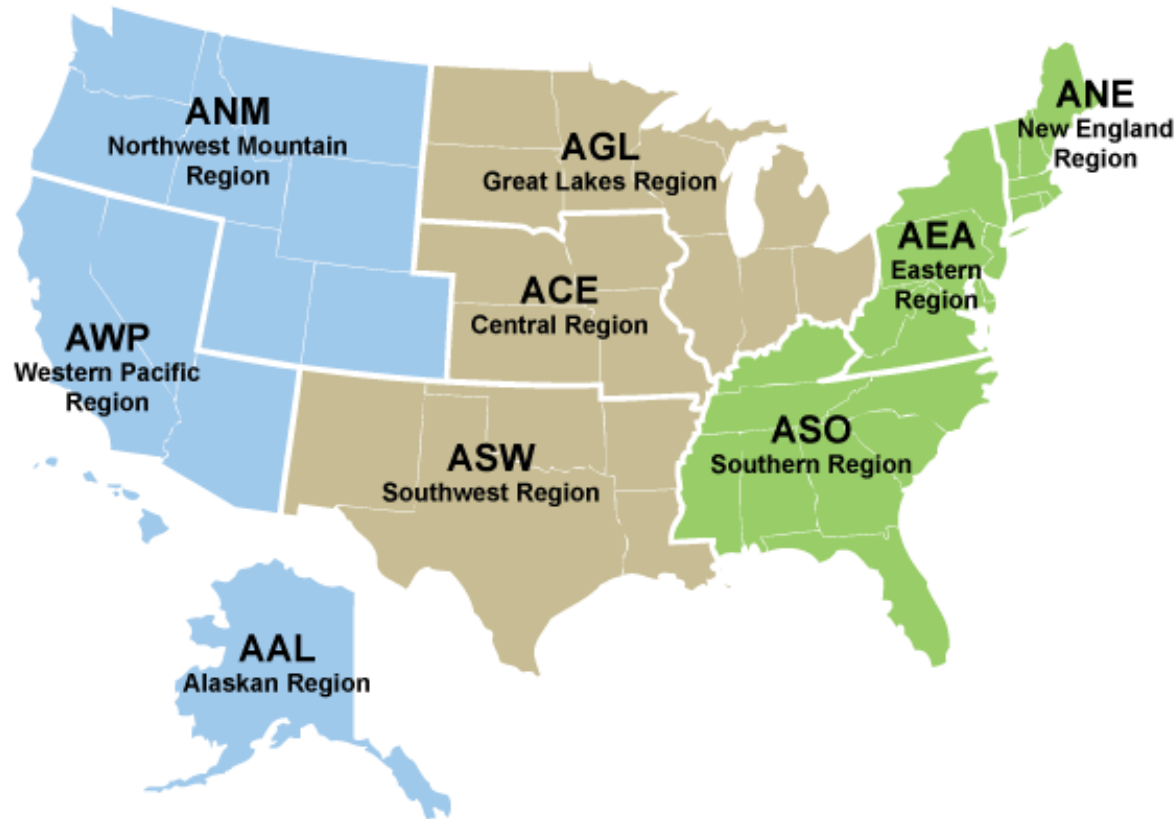 ANM
Northwest Mountain
Region
AGL
Great Lakes Region
ANE
New England
Region
AEA
Eastern
Region
ACE
Central Region
AWP
Western Pacific
Region
ASW
Southwest Region
ASO
Southern Region
AAL
Alaskan Region